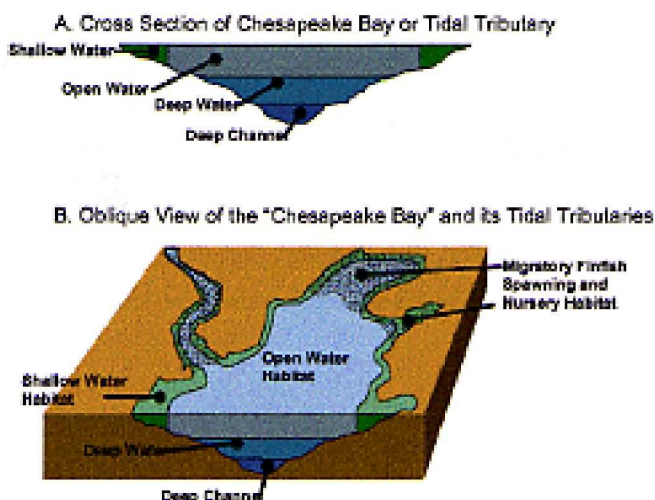 A. Cross Section of Chesapeake Bay or Tidal Tributary
Shallow Water
Open Water
Deep Water
Deep Channel
B. Oblique View of the "Chesapeake Bay" and its Tidal Tributaries
Migratory Finfish
Spawning and
Nursery Habitat
Open Water
Habitat
Shallow Water
Habitat
Deep Water
Deep Channel